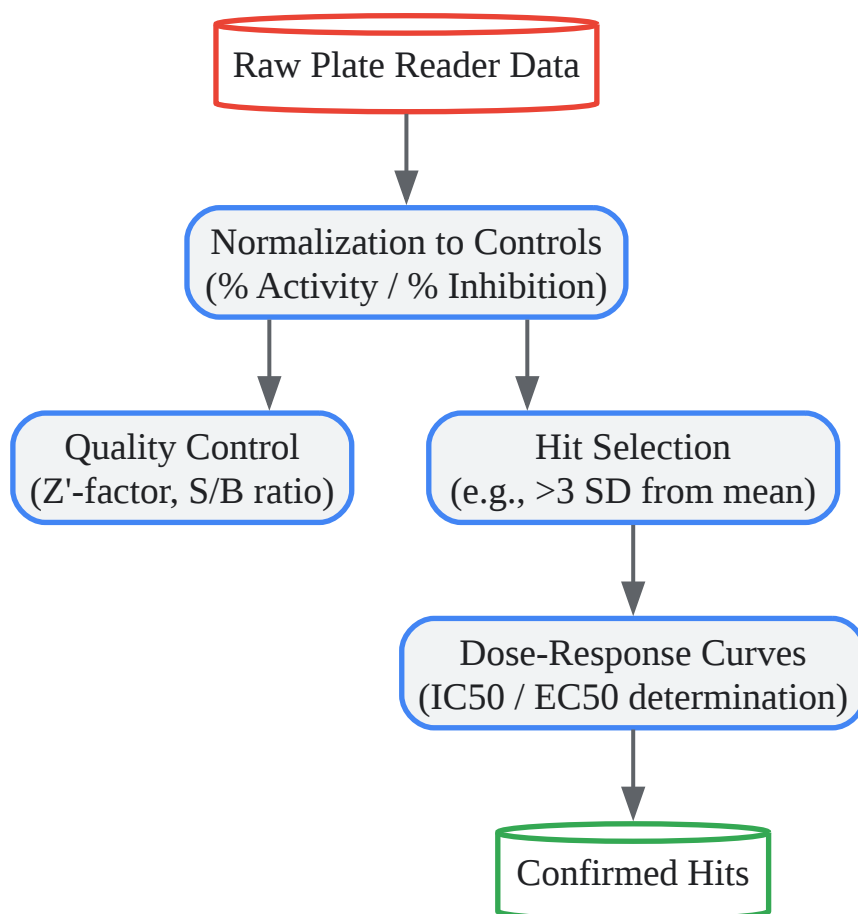 Raw Plate Reader Data
Normalization to Controls
(% Activity / % Inhibition)
Quality Control
(Z'-factor, S/B ratio)
Hit Selection
(e.g., >3 SD from mean)
Dose-Response Curves
(IC50 / EC50 determination)
Confirmed Hits